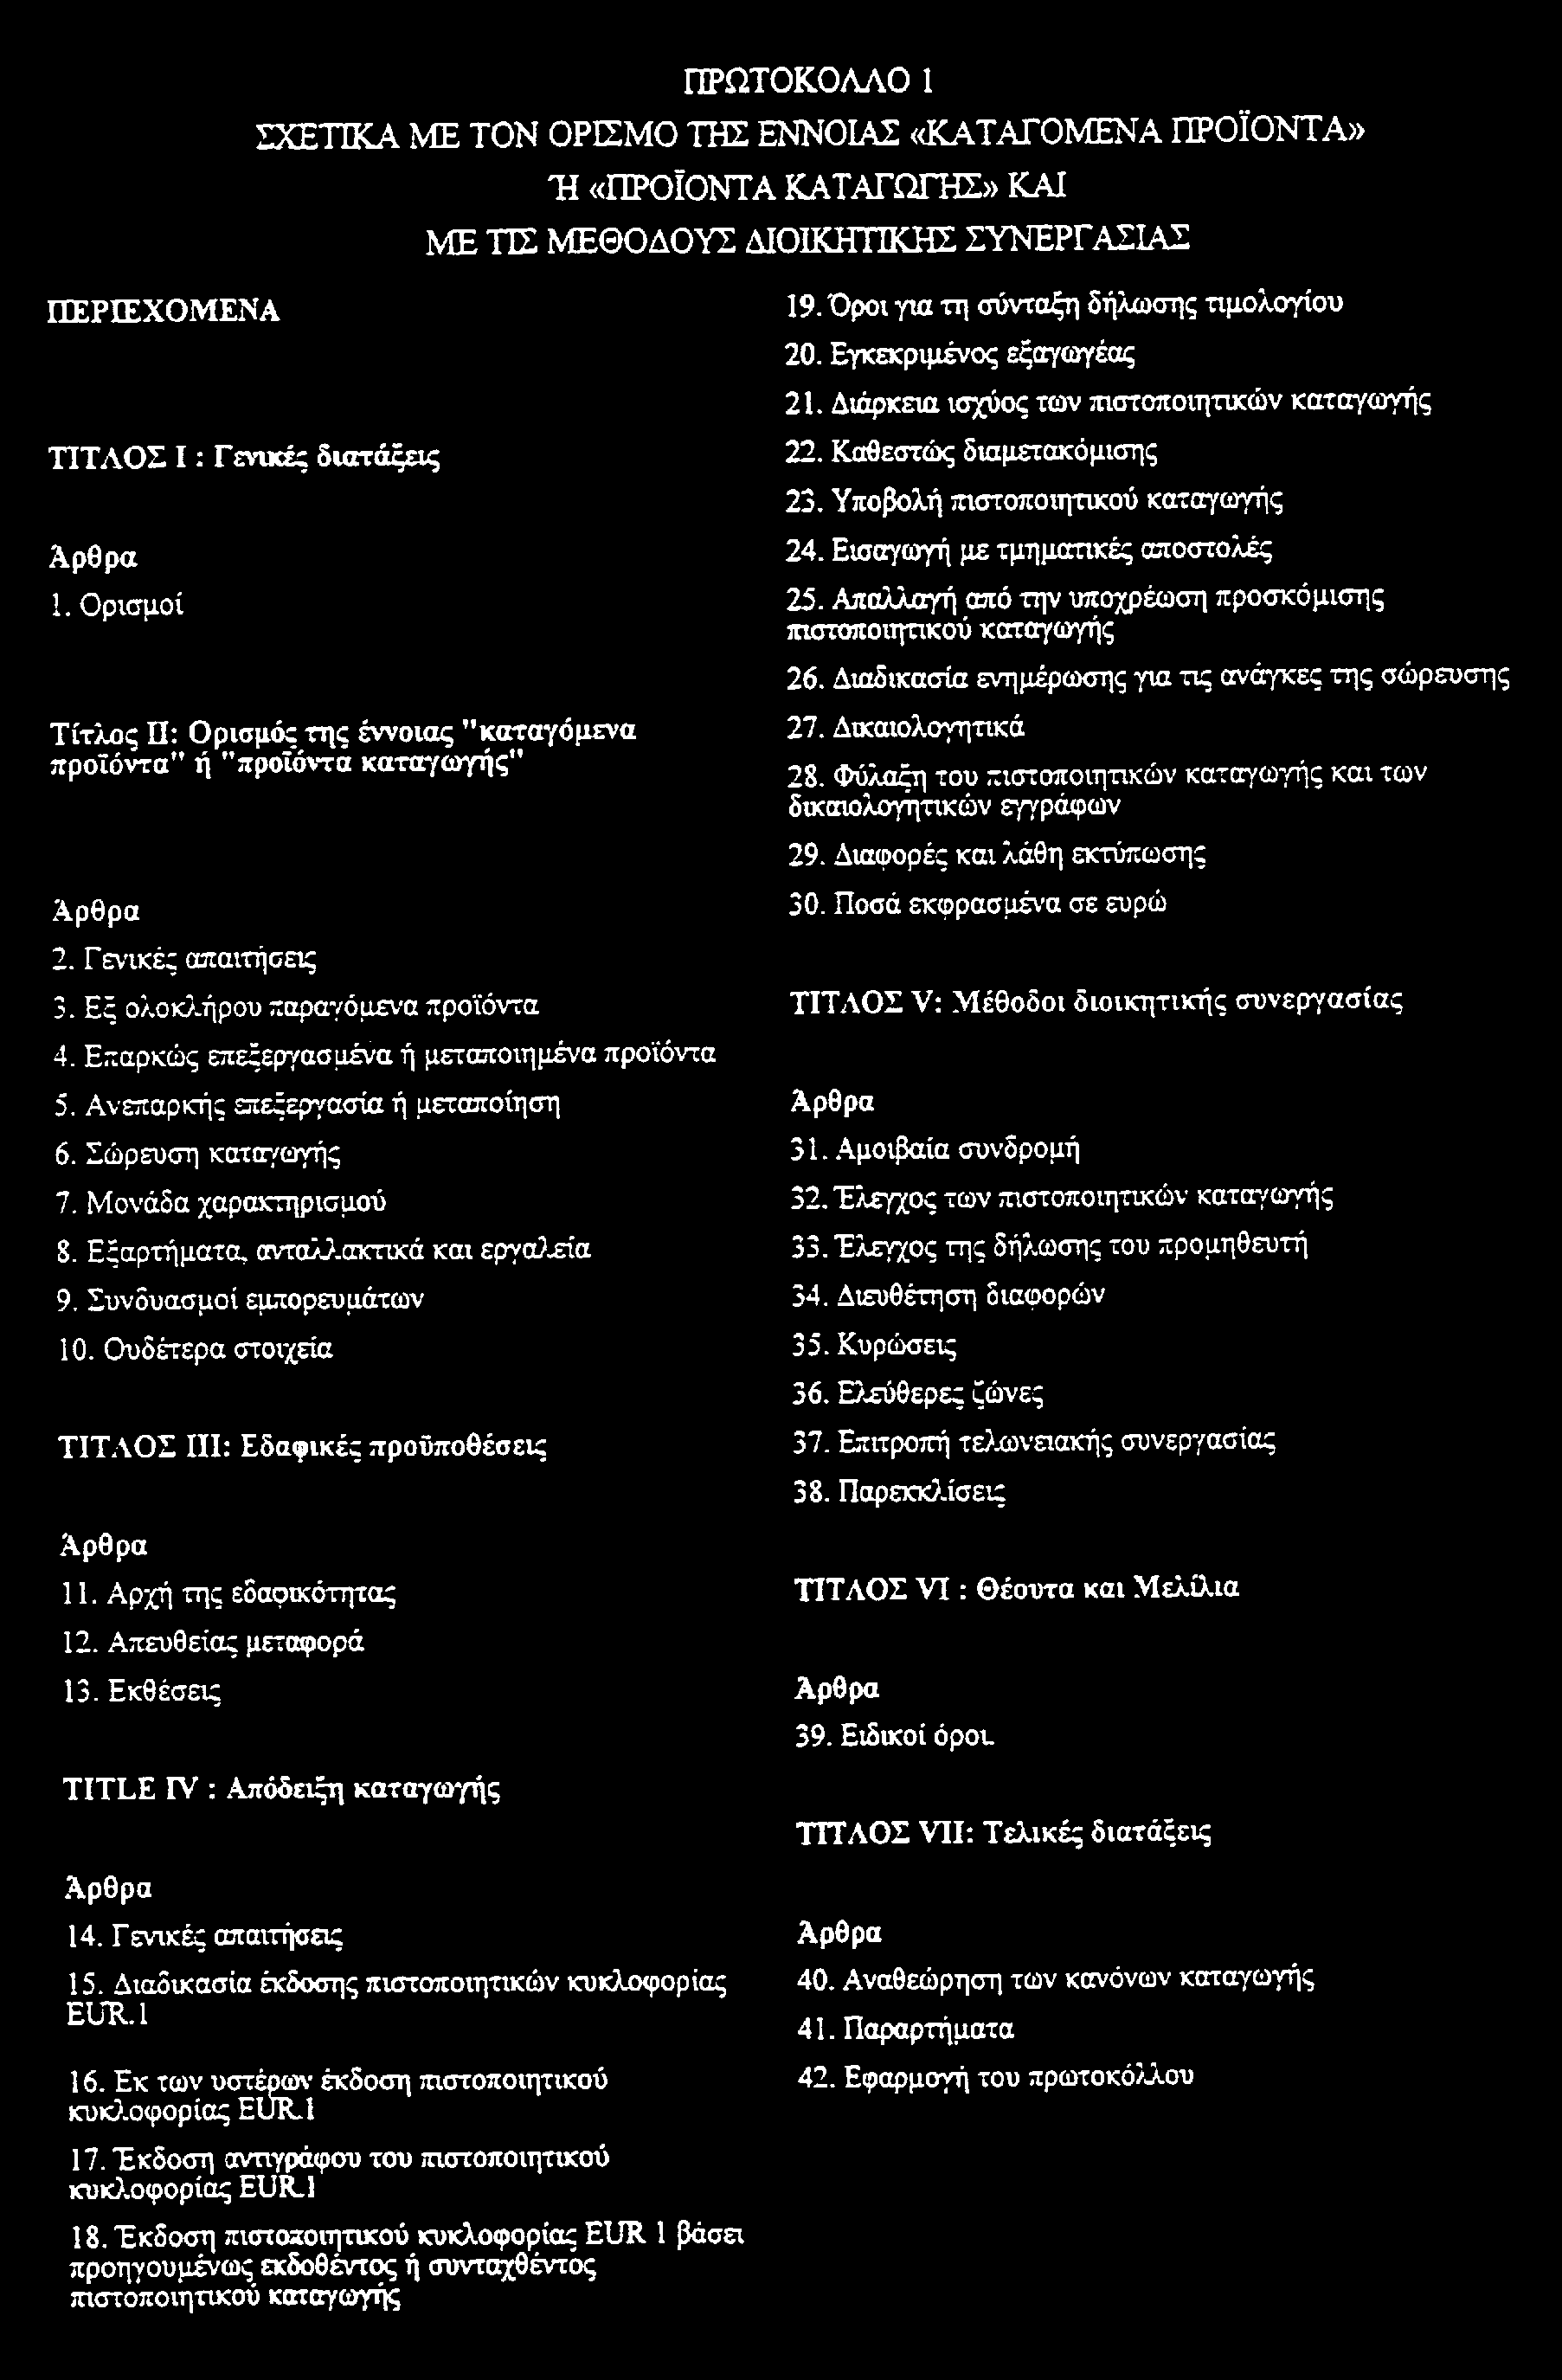 ΠΡΩΤΟΚΟΛΛΟ 1
ΣΧΕΤΙΚΑ ΜΕ ΤΟΝ ΟΡΙΣΜΟ ΤΗΣ ΕΝΝΟΙΑΣ «ΚΑΤΑΓΟΜΕΝΑ ΠΡΟΪΟΝΤΑ»
Ή «ΠΡΟΪΟΝΤΑ ΚΑΤΑΓΩΓΗΣ» ΚΑΙ
ΜΕ ΤΙΣ ΜΕΘΟΔΟΥΣ ΔΙΟΙΚΗΤΙΚΗΣ ΣΥΝΕΡΓΑΣΙΑΣ
ΠΕΡΙΕΧΟΜΕΝΑ
ΤΙΤΛΟΣ Ι : Γενικές διατάξεις
Άρθρα
1. Ορισμοί
Τίτλος ΙΙ: Ορισμός της έννοιας "καταγόμενα
προϊόντα" ή "προϊόντα καταγωγής"
Άρθρα
2. Γενικές απαιτήσεις
3. Εξ ολοκλήρου παραγόμενα προϊόντα
4. Επαρκώς επεξεργασμένα ή μεταποιημένα προϊόντα
5. Ανεπαρκής επεξεργασία ή μεταποίηση
6. Σώρευση καταγωγής
7. Μονάδα χαρακτηρισμού
8. Εξαρτήματα, ανταλλακτικά και εργαλεία
9. Συνδυασμοί εμπορευμάτων
10. Ουδέτερα στοιχεία
ΤΙΤΛΟΣ ΙΙΙ: Εδαφικές προϋποθέσεις
Άρθρα
11. Αρχή της εδαφικότητας
12. Απευθείας μεταφορά
13. Εκθέσεις
TITLE IV : Απόδειξη καταγωγής
Άρθρα
14. Γενικές απαιτήσεις
15. Διαδικασία έκδοσης πιστοποιητικών κυκλοφορίας
EUR.1
16. Εκ των υστέρων έκδοση πιστοποιητικού
κυκλοφορίας EUR.1
17. Έκδοση αντιγράφου του πιστοποιητικού
κυκλοφορίας EUR.1
18. Έκδοση πιστοποιητικού κυκλοφορίας EUR 1 βάσει
προηγουμένως εκδοθέντος ή συνταχθέντος
πιστοποιητικού καταγωγής
19. Όροι για τη σύνταξη δήλωσης τιμολογίου
20. Εγκεκριμένος εξαγωγέας
21. Διάρκεια ισχύος των πιστοποιητικών καταγωγής
22. Καθεστώς διαμετακόμισης
23. Υποβολή πιστοποιητικού καταγωγής
24. Εισαγωγή με τμηματικές αποστολές
25. Απαλλαγή από την υποχρέωση προσκόμισης
πιστοποιητικού καταγωγής
26. Διαδικασία ενημέρωσης για τις ανάγκες της σώρευσης
27. Δικαιολογητικά
28. Φύλαξη του πιστοποιητικών καταγωγής και των
δικαιολογητικών εγγράφων
29. Διαφορές και λάθη εκτύπωσης
30. Ποσά εκφρασμένα σε ευρώ
ΤΙΤΛΟΣ V: Μέθοδοι διοικητικής συνεργασίας
Άρθρα
31. Αμοιβαία συνδρομή
32. Έλεγχος των πιστοποιητικών καταγωγής
33. Έλεγχος της δήλωσης του προμηθευτή
34. Διευθέτηση διαφορών
35. Κυρώσεις
36. Ελεύθερες ζώνες
37. Επιτροπή τελωνειακής συνεργασίας
38. Παρεκκλίσεις
ΤΙΤΛΟΣ VI : Θέουτα και Μελίλια
Άρθρα
39. Ειδικοί όροι
ΤΙΤΛΟΣ VII: Τελικές διατάξεις
Άρθρα
40. Αναθεώρηση των κανόνων καταγωγής
41. Παραρτήματα
42. Εφαρμογή του πρωτοκόλλου